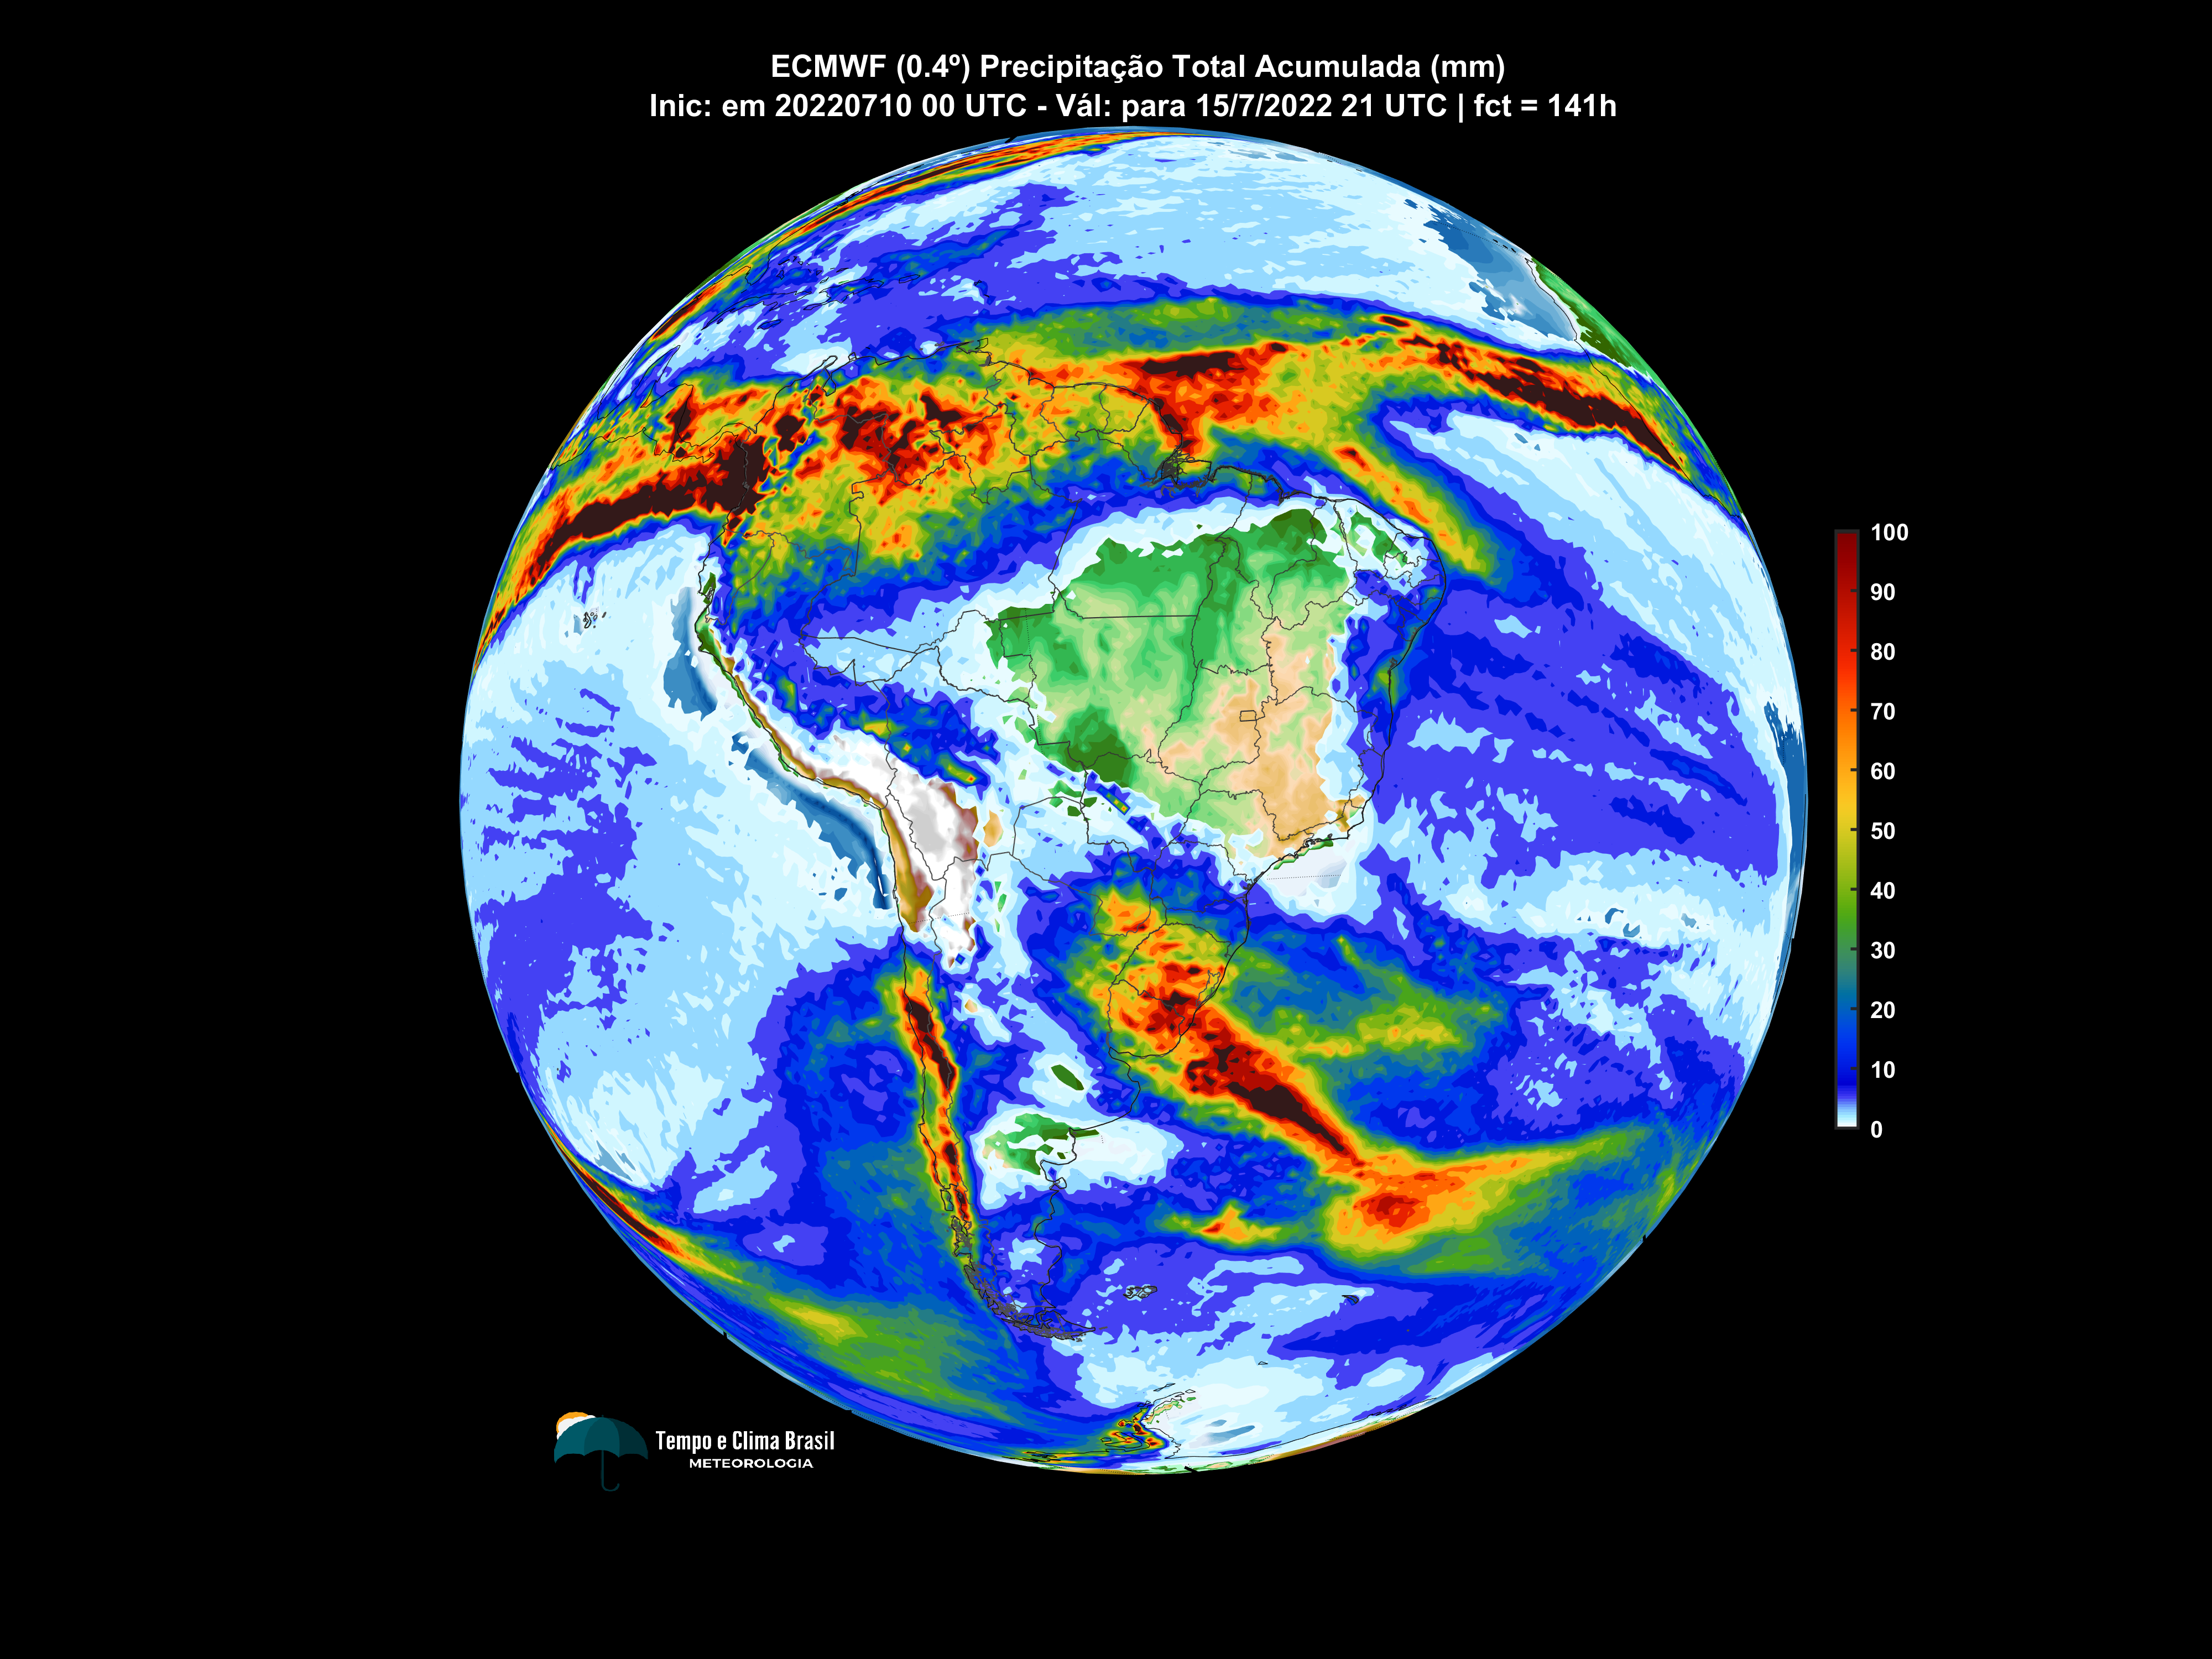 ECMWF (0.4º) Precipitação Total Acumulada (mm)
Inic: em 20220710 00 UTC - Vál: para 15/7/2022 21 UTC | fct = 141h
100
90
80
70
60
50
40
30
20
10
0
Tempo e Clima Brasil
METEOROLOGIA